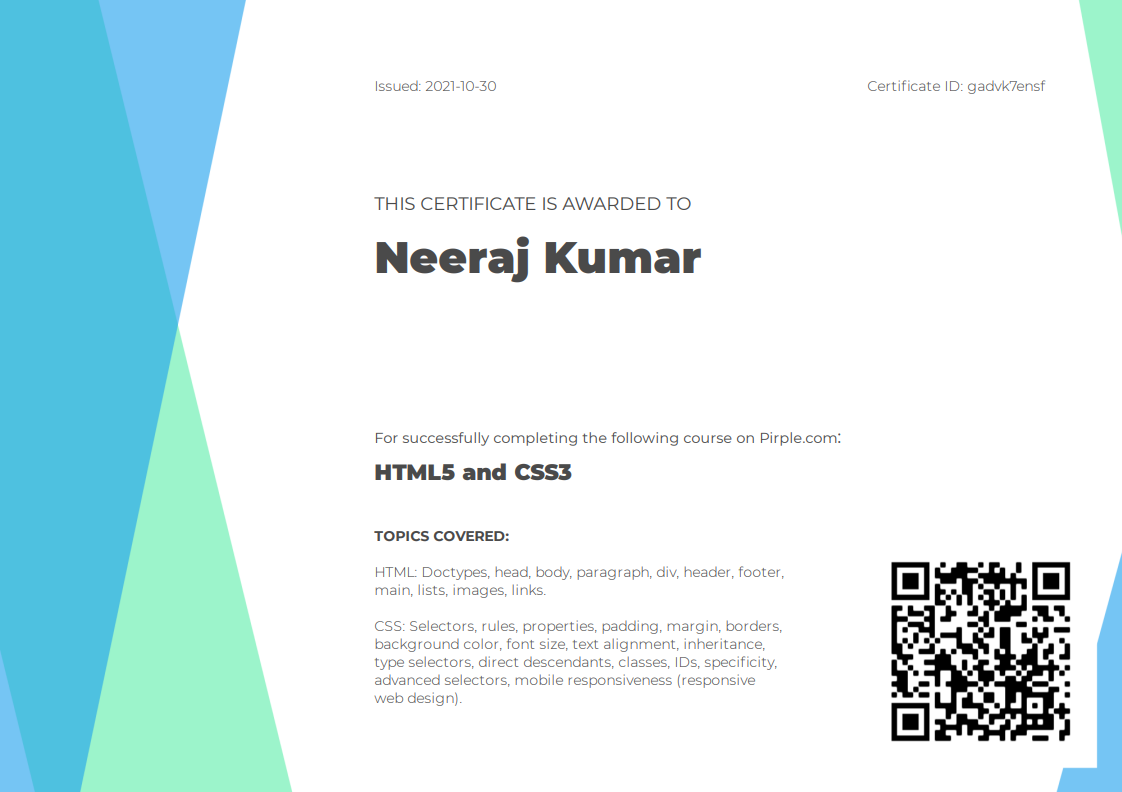 Issued: 2021-10-30
Certificate ID: gadvk7ensf
THIS CERTIFICATE IS AWARDED TO
Neeraj Kumar
For successfully completing the following course on Pirple.com:
HTML5 and CSS3
TOPICS COVERED:
HTML: Doctypes, head, body, paragraph, div, header, footer,
main, lists, images, links.
CSS: Selectors, rules, properties, padding, margin, borders,
background color, font size, text alignment, inheritance,
type selectors, direct descendants, classes, IDs, specificity,
advanced selectors, mobile responsiveness (responsive
web design).